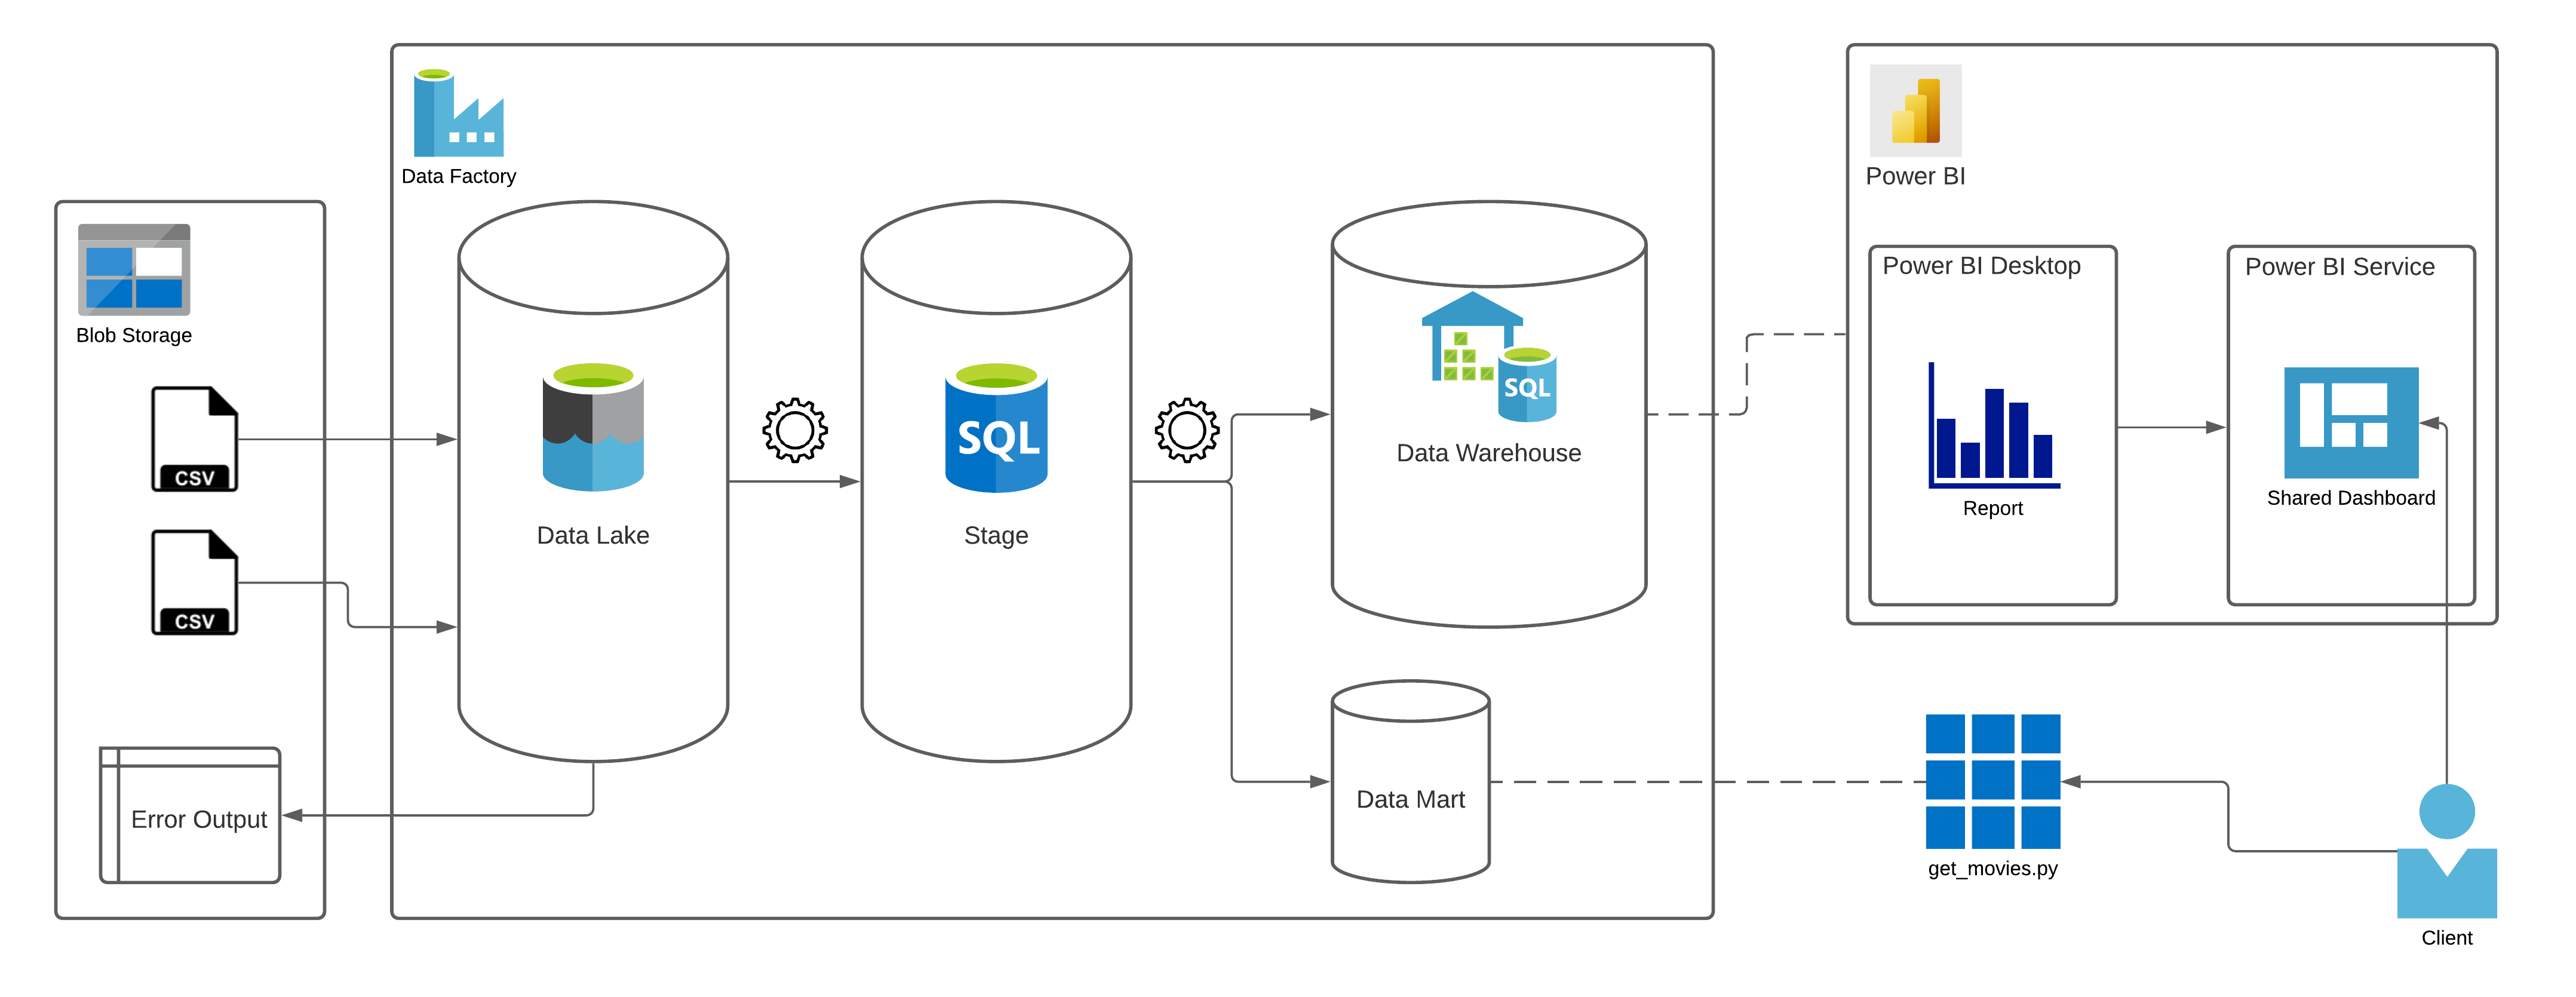 Data Factory
Power BI
Blob Storage
CSV
CSV
Error Output
Data Lake
SQL
Stage
SQL
Data Warehouse
Data Mart
Power BI Desktop
Report
Power BI Service
Shared Dashboard
get_movies.py
Client